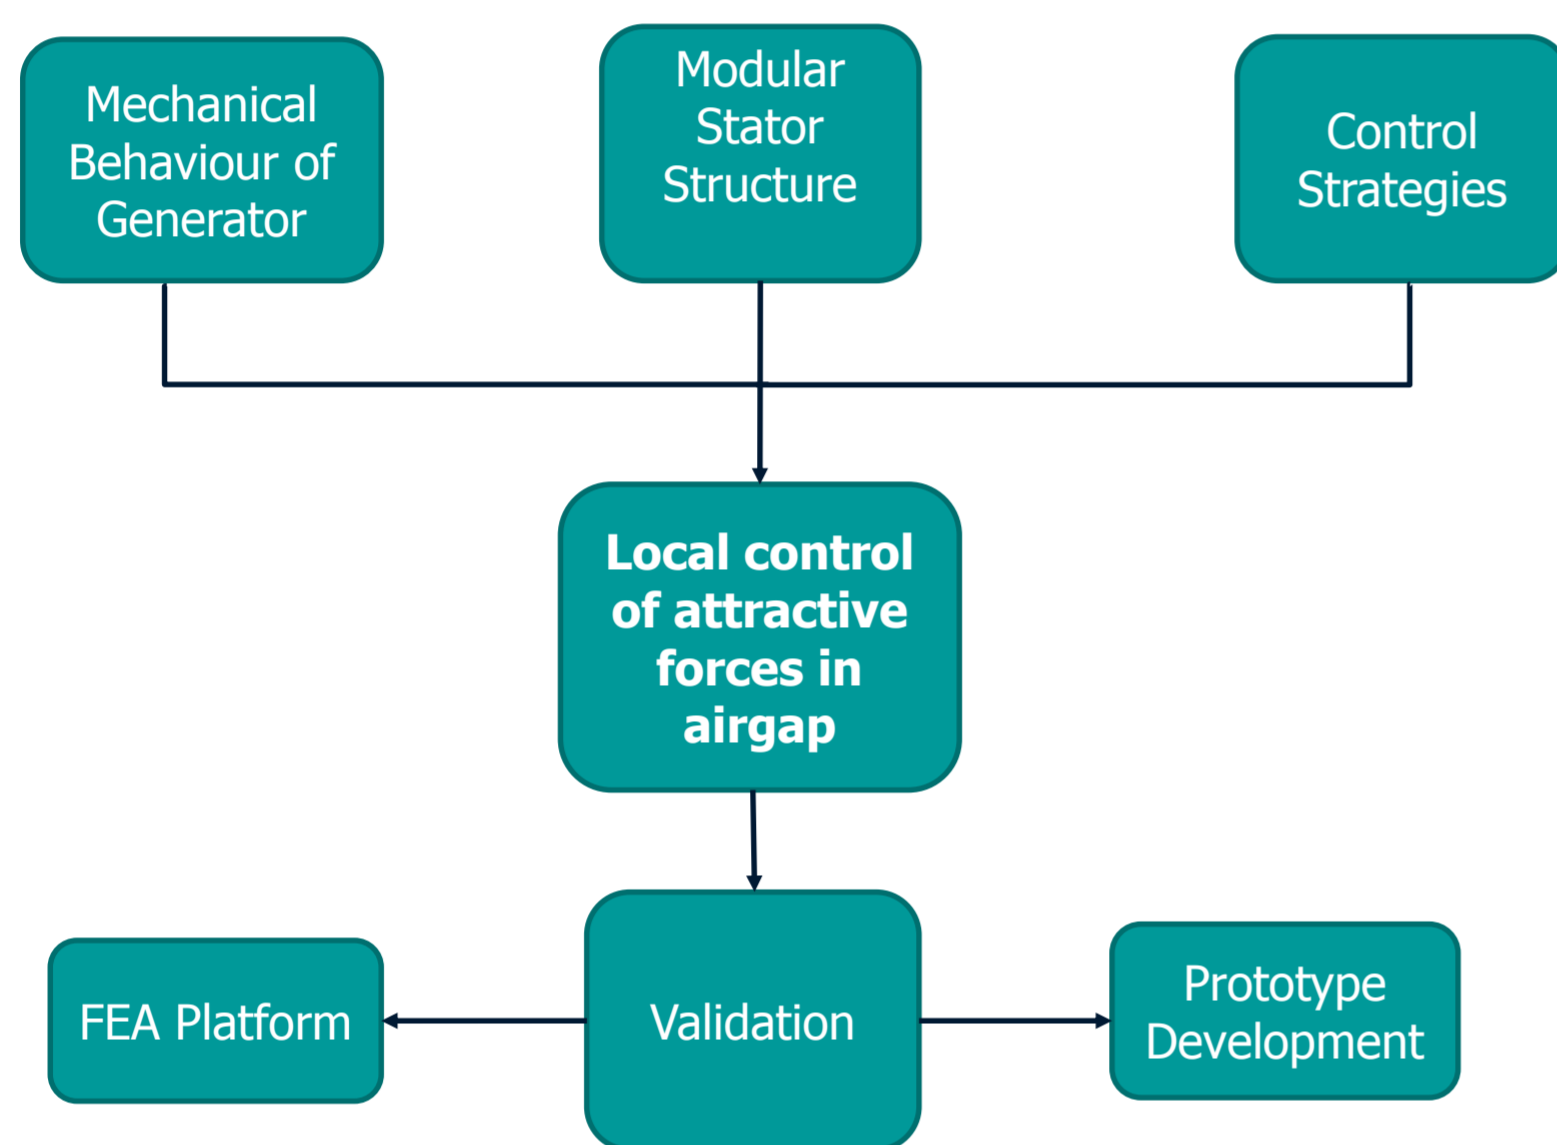 Mechanical
Behaviour of
Generator
Modular
Stator
Structure
Control
Strategies
Local control
of attractive
forces in
airgap
FEA Platform
Validation
Prototype
Development